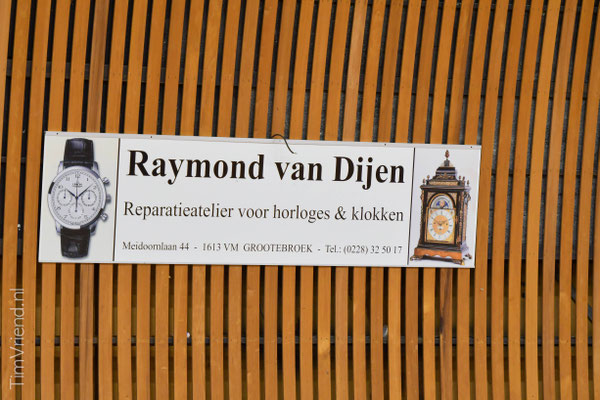 Raymond van Dijen
Reparatieatelier voor horloges & klokken
Meidoornlaan 44 - 1613 VM GROOTEBROEK - Tel.: (0228) 32 50 17
TimVriend.nl